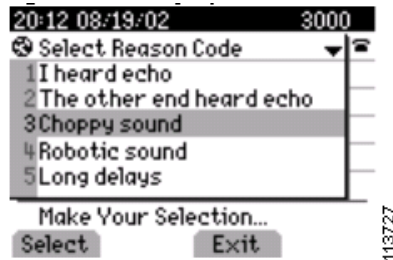 20:12 08/19/02 3000
Select Reason Code
1 I heard echo
2 The other end heard echo
3 Choppy sound
4 Robotic sound
5 Long delays
Make Your Selection...
Select Exit
113727